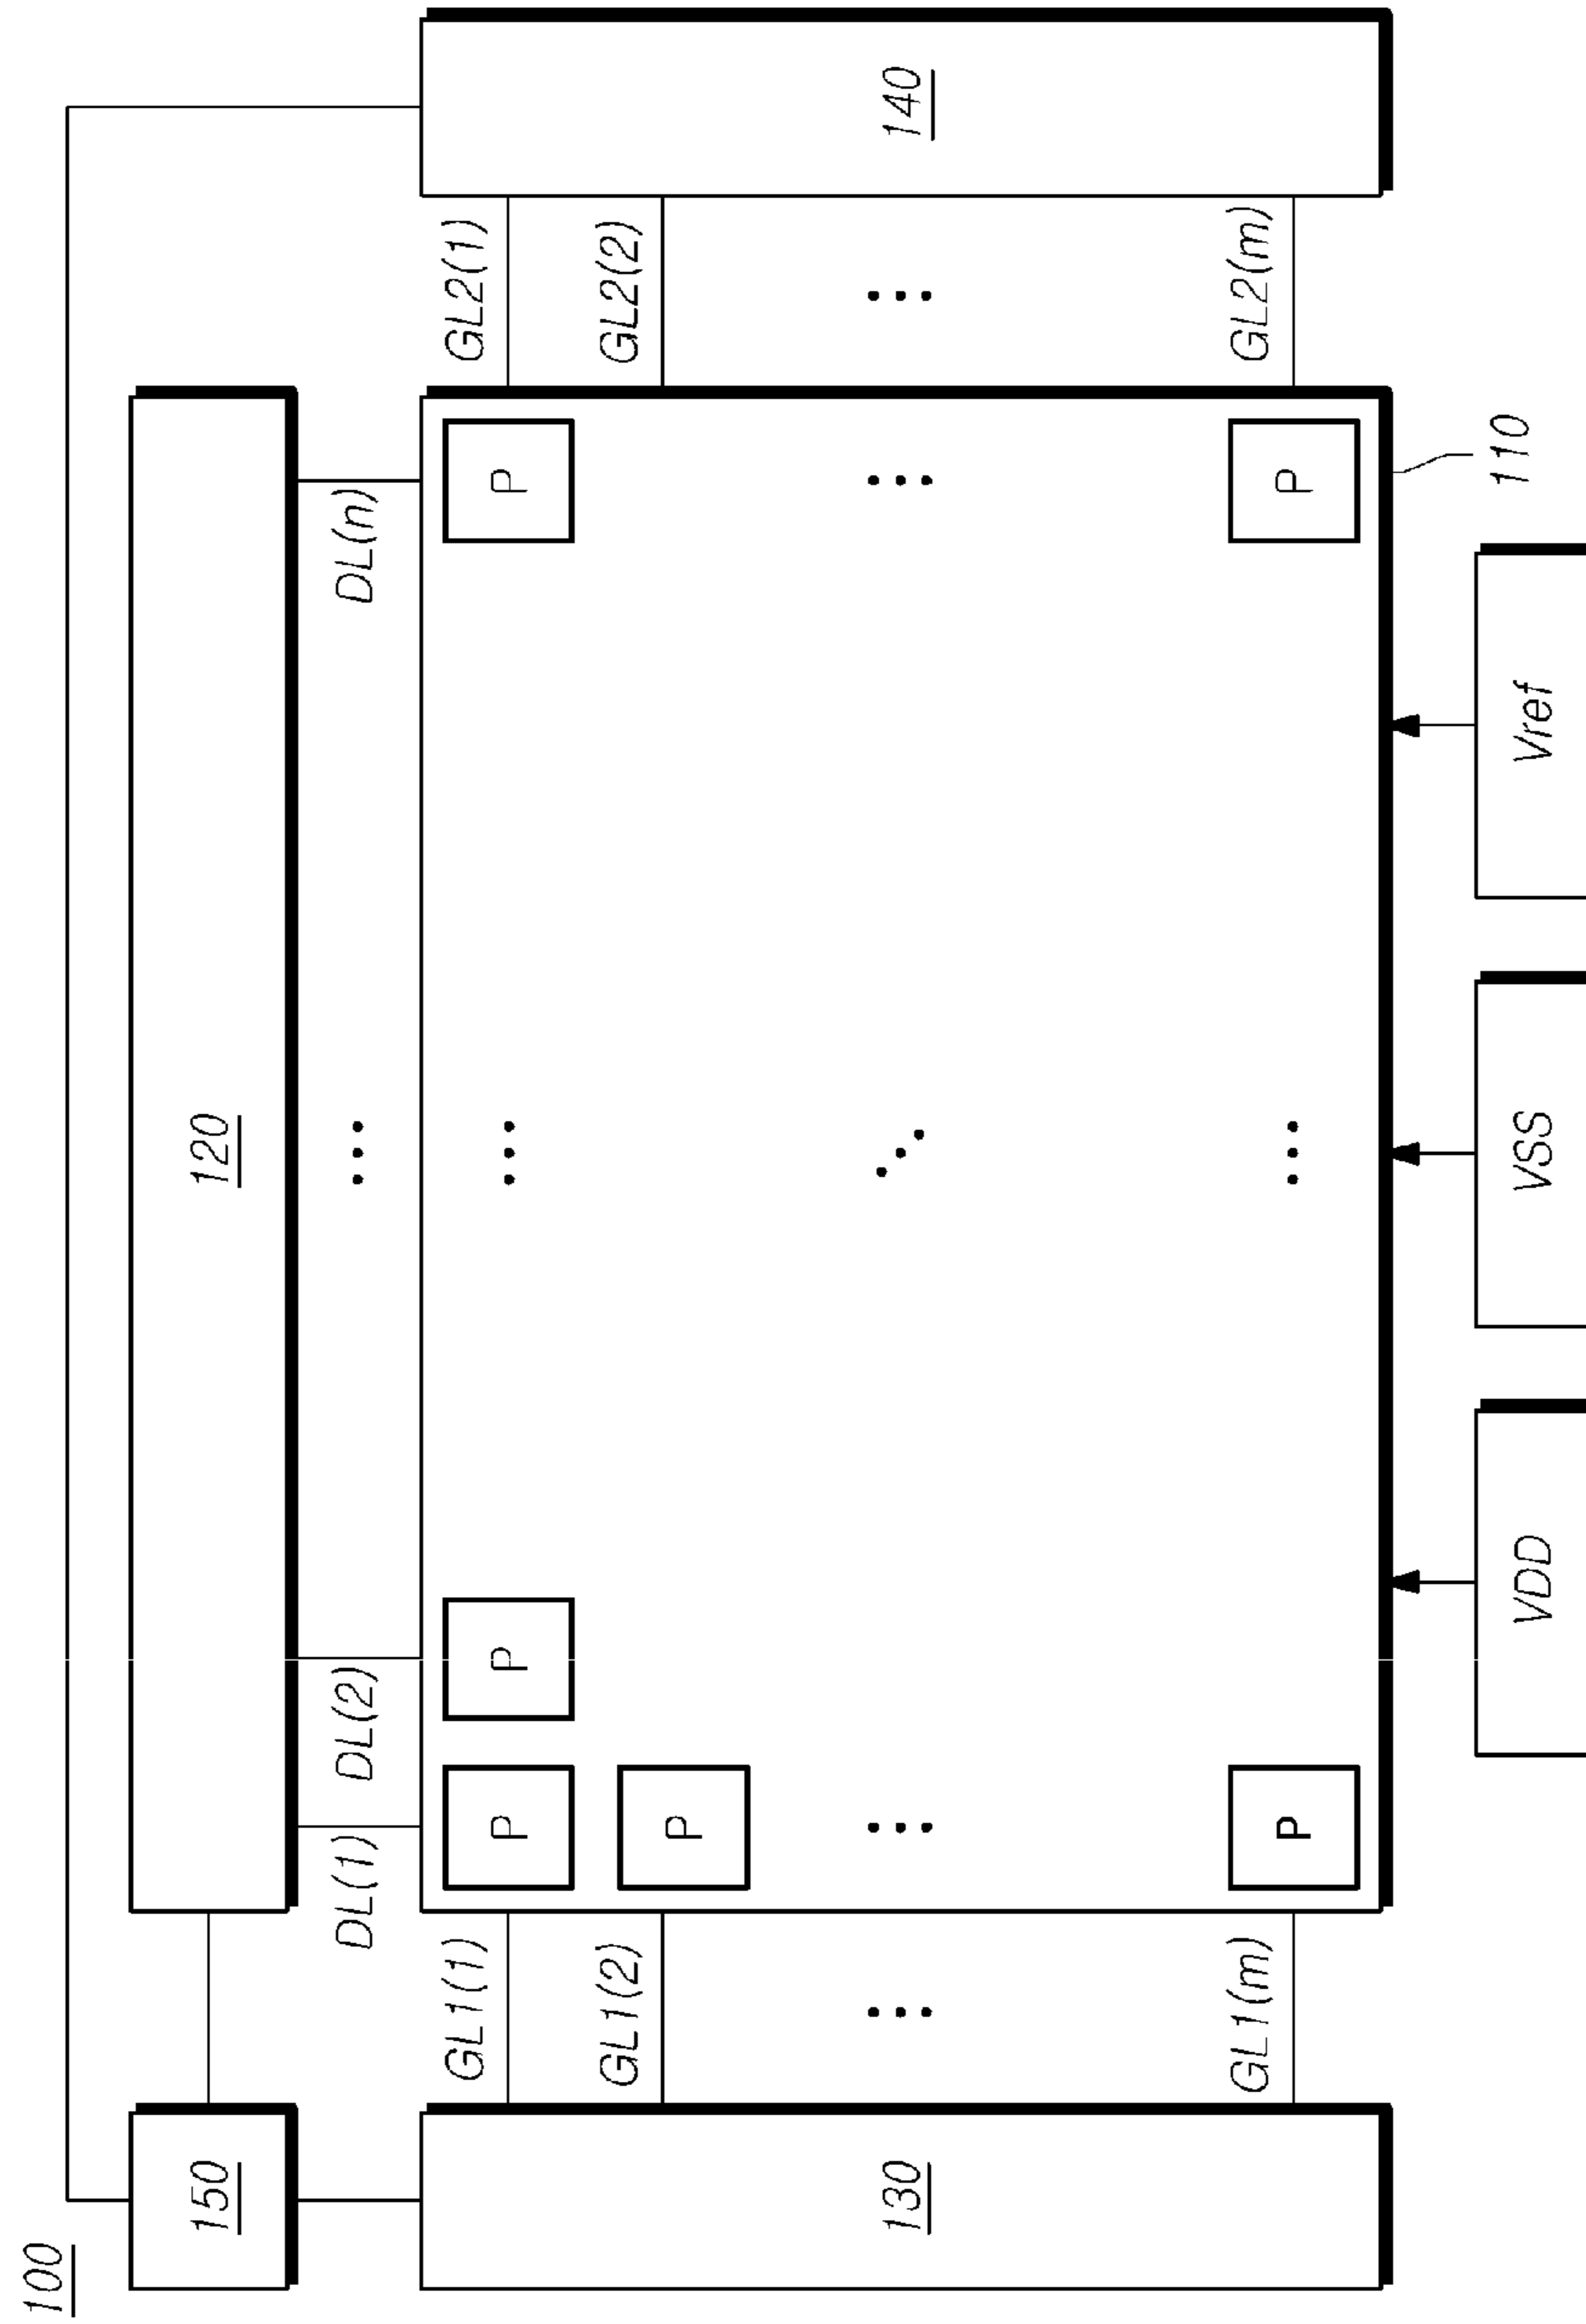 100
150
120
DL(1)
DL(2)
DL(n)
GL1(1)
P
P
P
GL2(1)
GL1(2)
P
GL2(2)
130
140
GL1(m)
P
P
GL2(m)
110
VDD
VSS
Vref